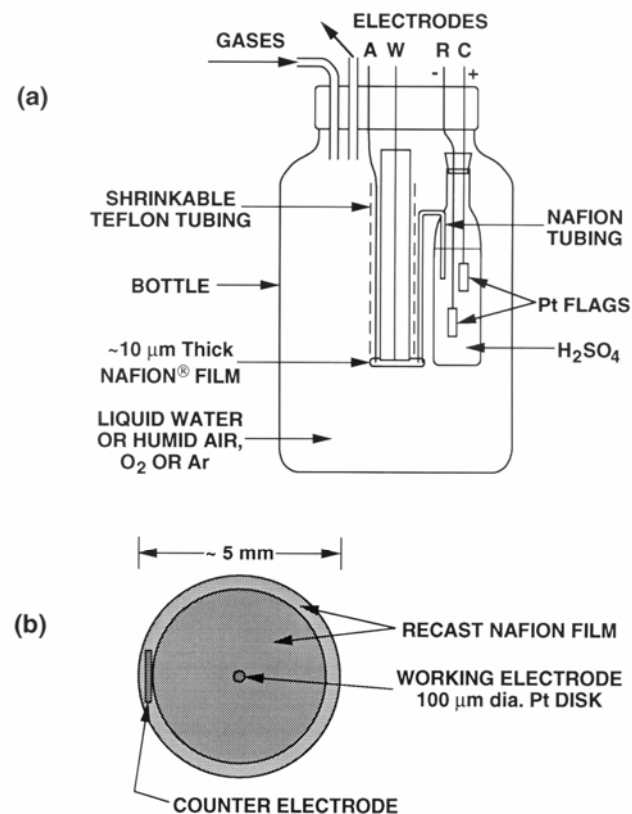 (a)
ELECTRODES
GASES
A W R C
- +
SHRINKABLE
TEFLON TUBING
NAFION
TUBING
BOTTLE
Pt FLAGS
~10 μm Thick
NAFION® FILM
H2SO4
LIQUID WATER
OR HUMID AIR,
O2 OR Ar
(b)
~ 5 mm
RECAST NAFION FILM
WORKING ELECTRODE
100 μm dia. Pt DISK
COUNTER ELECTRODE